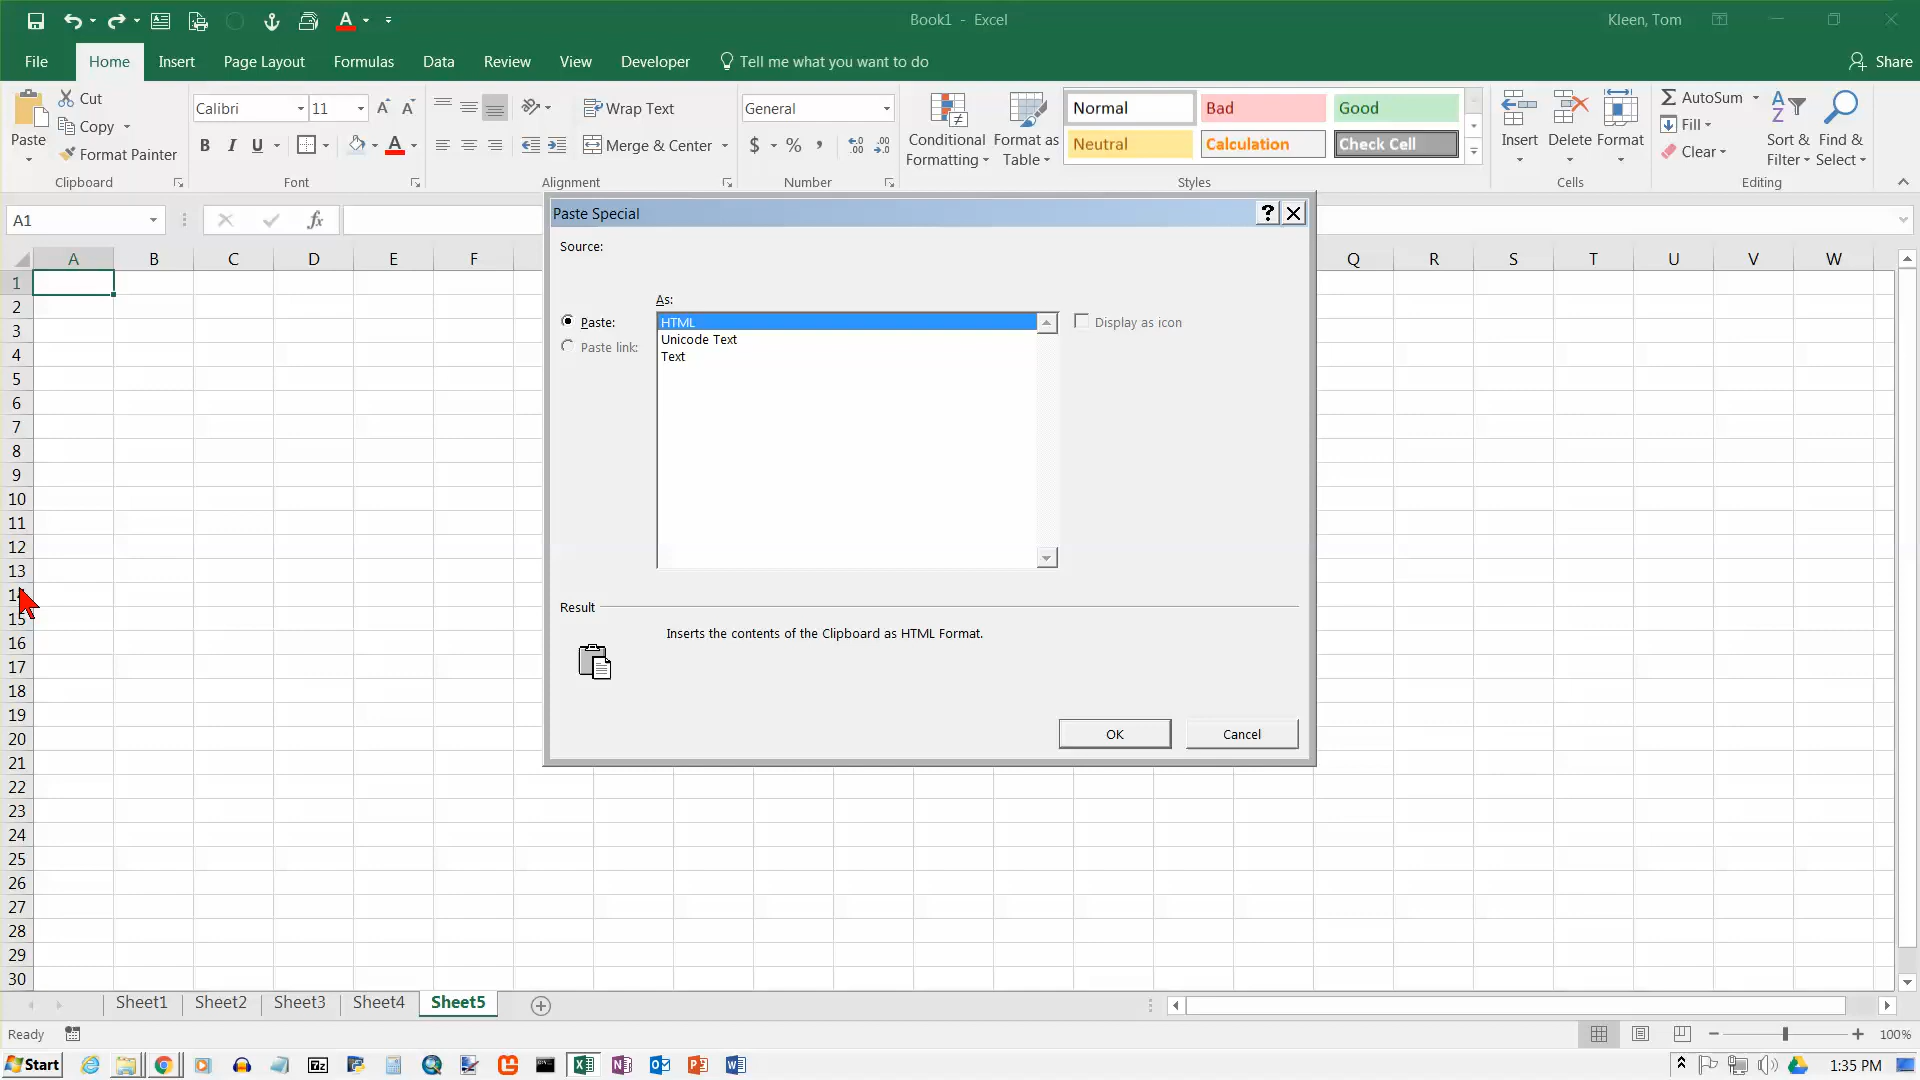 Book1 - Excel
Kleen, Tom
File Home Insert Page Layout Formulas Data Review View Developer Tell me what you want to do Share
Paste
Cut
Copy
Format Painter
Clipboard
Calibri 11
B I U
A
Font
Wrap Text
Merge & Center
Alignment
General
$ % ,
Number
Conditional
Formatting
Format as
Table
Normal Bad Good
Neutral Calculation Check Cell
Styles
Insert Delete Format
Cells
AutoSum
Fill
Clear
Sort &
Filter
Find &
Select
Editing
A1
fx
A B C D E F Q R S T U V W
1
2
3
4
5
6
7
8
9
10
11
12
13
15
16
17
18
19
20
21
22
23
24
25
26
27
28
29
30
Paste Special
Source:
As:
Paste:
Paste link:
HTML
Unicode Text
Text
Display as icon
Result
Inserts the contents of the Clipboard as HTML Format.
OK Cancel
Sheet1 Sheet2 Sheet3 Sheet4 Sheet5
Ready
100%
Start
1:35 PM